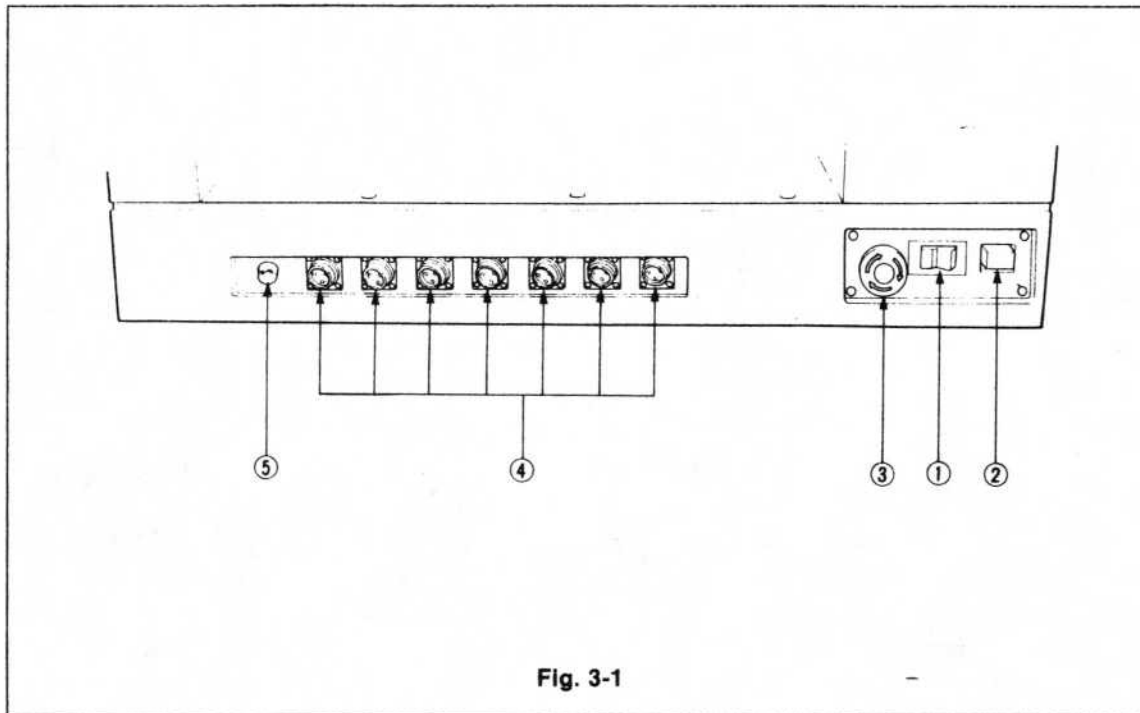 ⑤ ④ ③ ① ②
Fig. 3-1